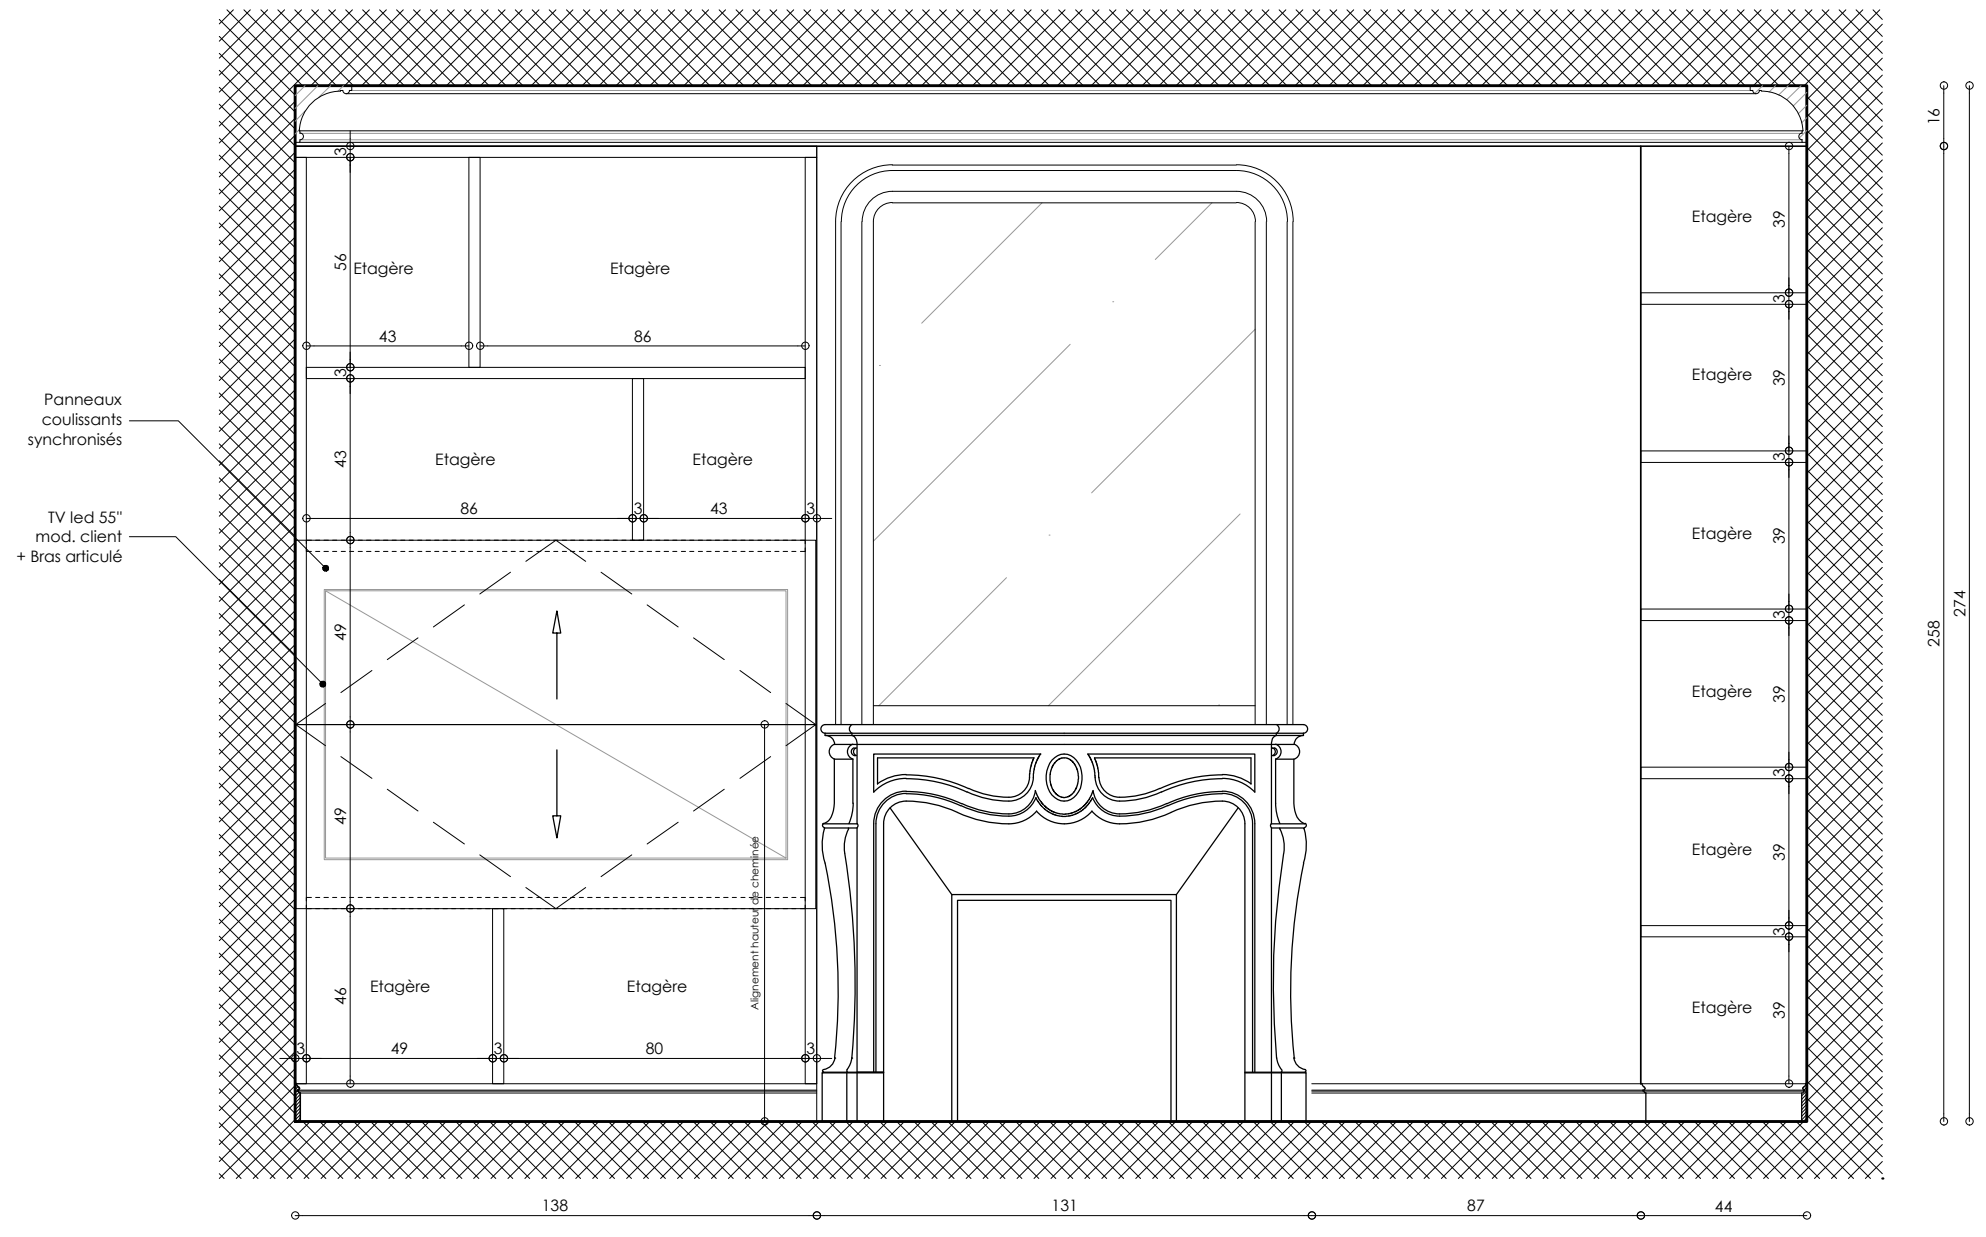 16
3
Etagère
39
56
Etagère
Etagère
43
86
3
3
Etagère
39
Panneaux
coulissants
synchronisés
43
Etagère
Etagère
3
86
3
43
3
TV led 55"
mod. client
+ Bras articulé
Etagère
39
49
3
258
274
Etagère
39
49
3
Alignement hauteur de cheminée
Etagère
39
3
46
Etagère
Etagère
Etagère
39
3
49
3
80
3
138
131
87
44